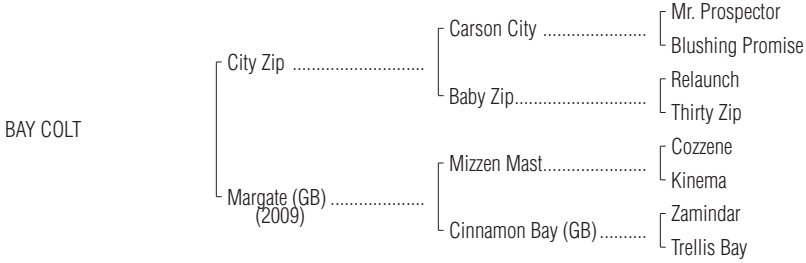 Mr. Prospector
Carson City ......................
Blushing Promise
City Zip ............................
Relaunch
Baby Zip............................
Thirty Zip
BAY COLT
Cozzene
Mizzen Mast......................
Kinema
Margate (GB) ....................
(2009)
Zamindar
Cinnamon Bay (GB)..........
Trellis Bay